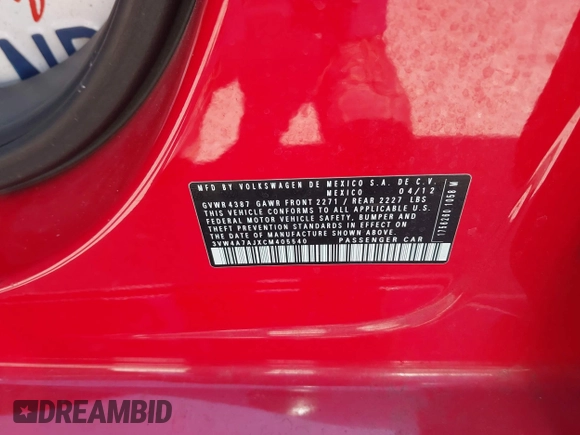 MFD BY VOLKSWAGEN DE MEXICO S.A. DE C.V.
MEXICO 04/12
GVWR 4387 GAWR FRONT 2271 / REAR 2227 LBS
THIS VEHICLE CONFORMS TO ALL APPLICABLE U.S.
FEDERAL MOTOR VEHICLE SAFETY, BUMPER AND
THEFT PREVENTION STANDARDS IN EFFECT ON
THE DATE OF MANUFACTURE SHOWN ABOVE.
3VW4A7AJXCM405540 PASSENGER CAR
1756260 1058 M
DREAMBID